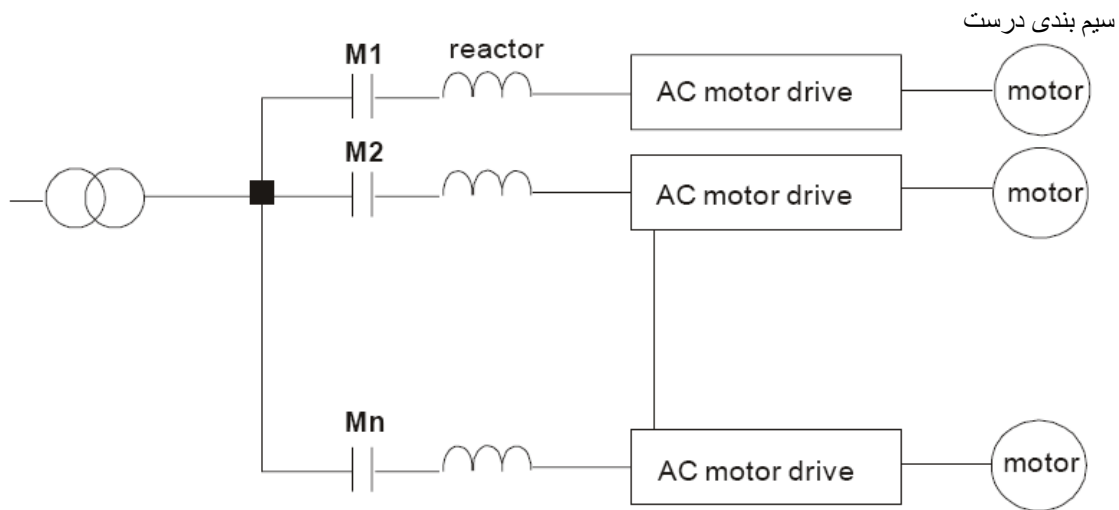 سیم بندی درست
M1
reactor
AC motor drive
motor
M2
AC motor drive
motor
Mn
AC motor drive
motor